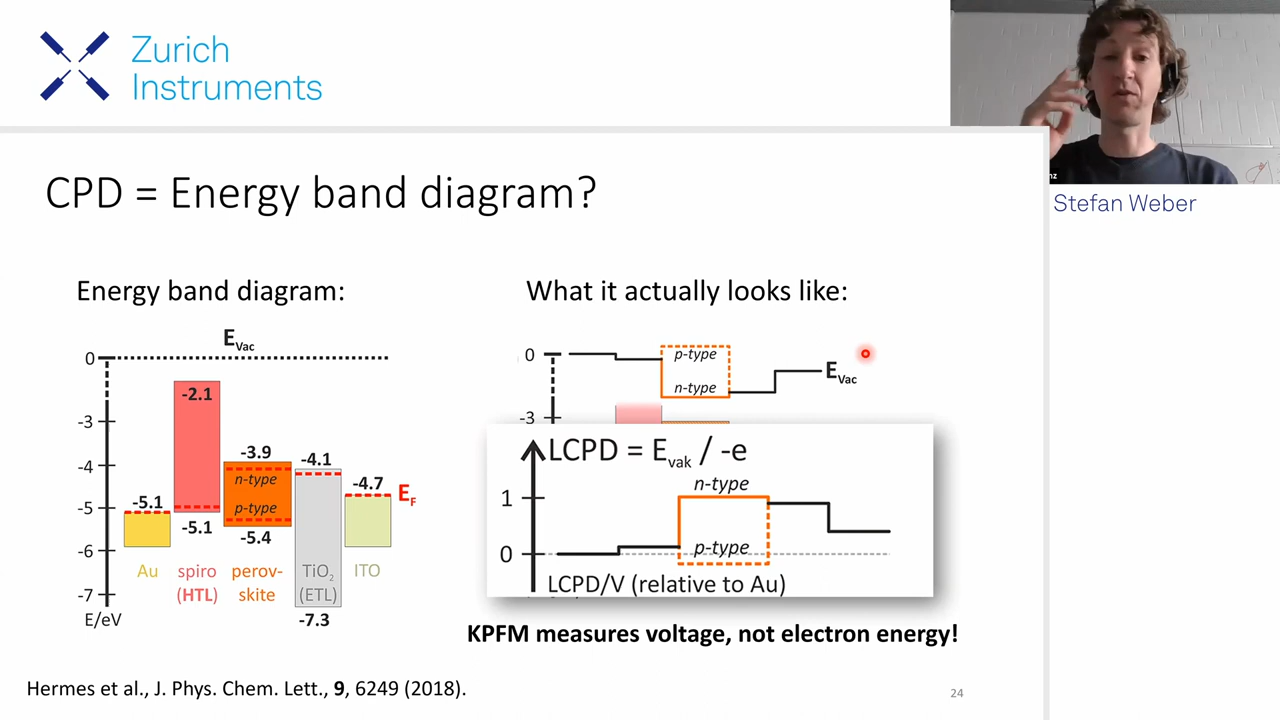 Zurich
Instruments
nz
Stefan Weber
CPD = Energy band diagram?
Energy band diagram:
E_Vac
0
-2.1
-3
-3.9
-4.1
-4
n-type
-4.7
E_F
-5.1
-5
p-type
-5.1
-5.4
-6
Au
spiro
(HTL)
perov-
skite
TiO₂
(ETL)
ITO
-7
-7.3
E/eV
What it actually looks like:
0
p-type
n-type
E_Vac
-3
LCPD = E_vak / -e
n-type
1
p-type
0
LCPD/V (relative to Au)
KPFM measures voltage, not electron energy!
Hermes et al., J. Phys. Chem. Lett., 9, 6249 (2018).
24